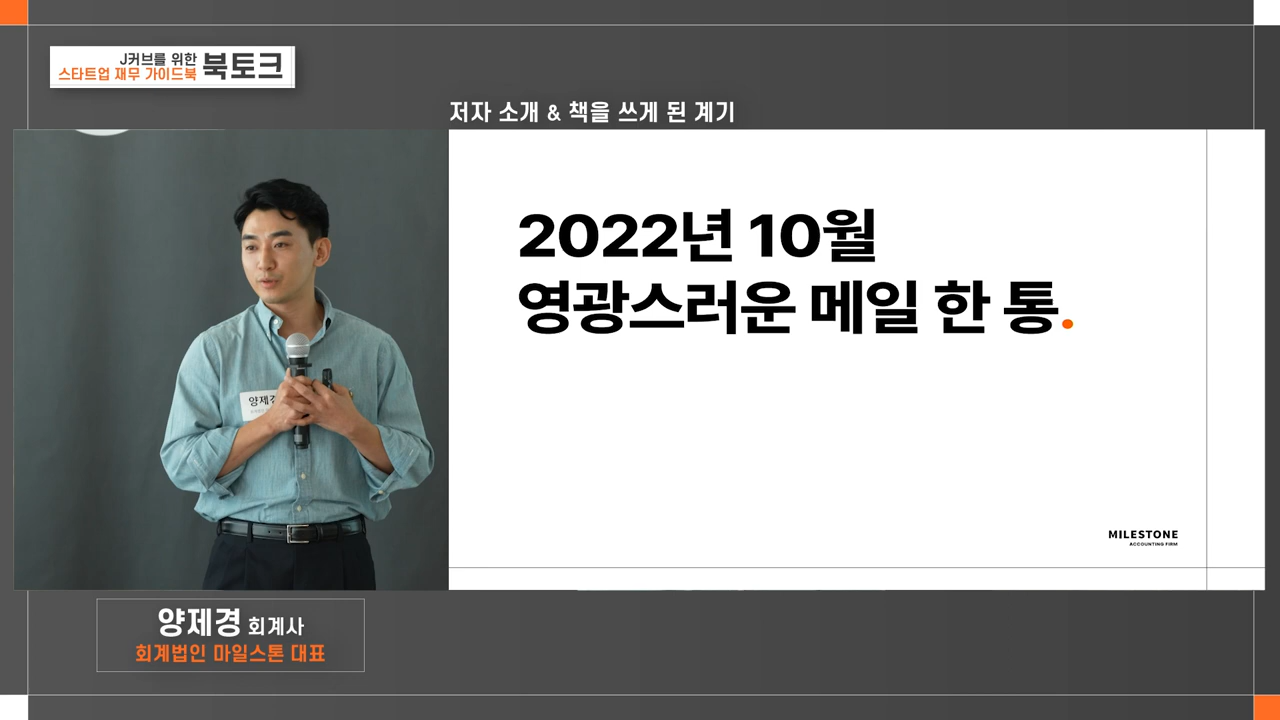 J커브를 위한
스타트업 재무 가이드북
북토크
저자 소개 & 책을 쓰게 된 계기
2022년 10월
영광스러운 메일 한 통.
양제경
MILESTONE
ACCOUNTING FIRM
양제경 회계사
회계법인 마일스톤 대표